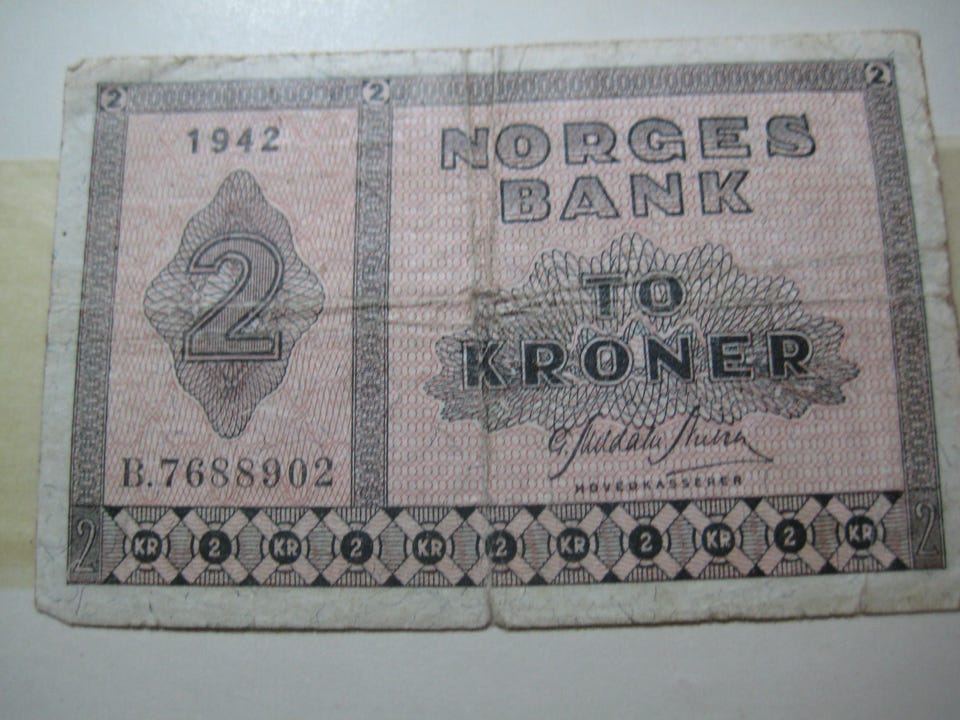 2 2 2
1942
NORGES
BANK
2
TO
KRONER
B.7688902
HOVEDKASSERER
2 KR 2 KR 2 KR 2 KR 2 KR 2 KR 2